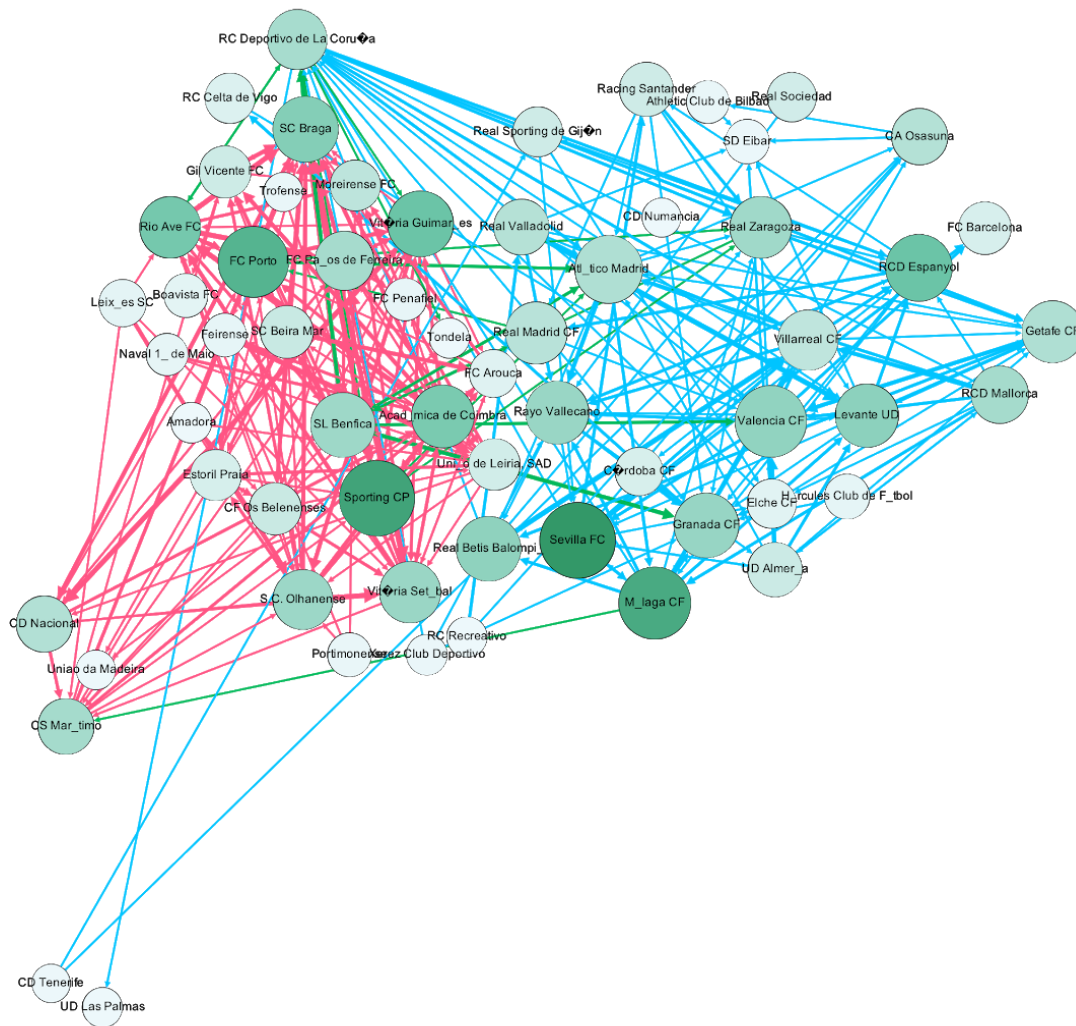 RC Deportivo de La Coru�a
RC Celta de Vigo
Racing Santander
Athletic Club de Bilbao
Real Sociedad
SC Braga
Real Sporting de Gij�n
SD Eibar
CA Osasuna
Gil Vicente FC
Trofense
Moreirense FC
CD Numancia
Rio Ave FC
Vit�ria Guimar_es
Real Valladolid
Real Zaragoza
FC Barcelona
FC Porto
FC Pa_os de Ferreira
Atl_tico Madrid
RCD Espanyol
Leix_es SC
Boavista FC
FC Penafiel
Feirense
SC Beira Mar
Tondela
Real Madrid CF
Villarreal CF
Getafe CF
Naval 1_ de Maio
FC Arouca
RCD Mallorca
Amadora
SL Benfica
Acad_mica de Coimbra
Rayo Vallecano
Valencia CF
Levante UD
Estoril Praia
Uni_o de Leiria, SAD
C�rdoba CF
CF Os Belenenses
Sporting CP
Elche CF
H_rcules Club de F_tbol
Granada CF
Real Betis Balompi_
Sevilla FC
UD Almer_a
S.C. Olhanense
Vit�ria Set_bal
M_laga CF
CD Nacional
RC Recreativo
Portimonense
Xerez Club Deportivo
Uniao da Madeira
CS Mar_timo
CD Tenerife
UD Las Palmas